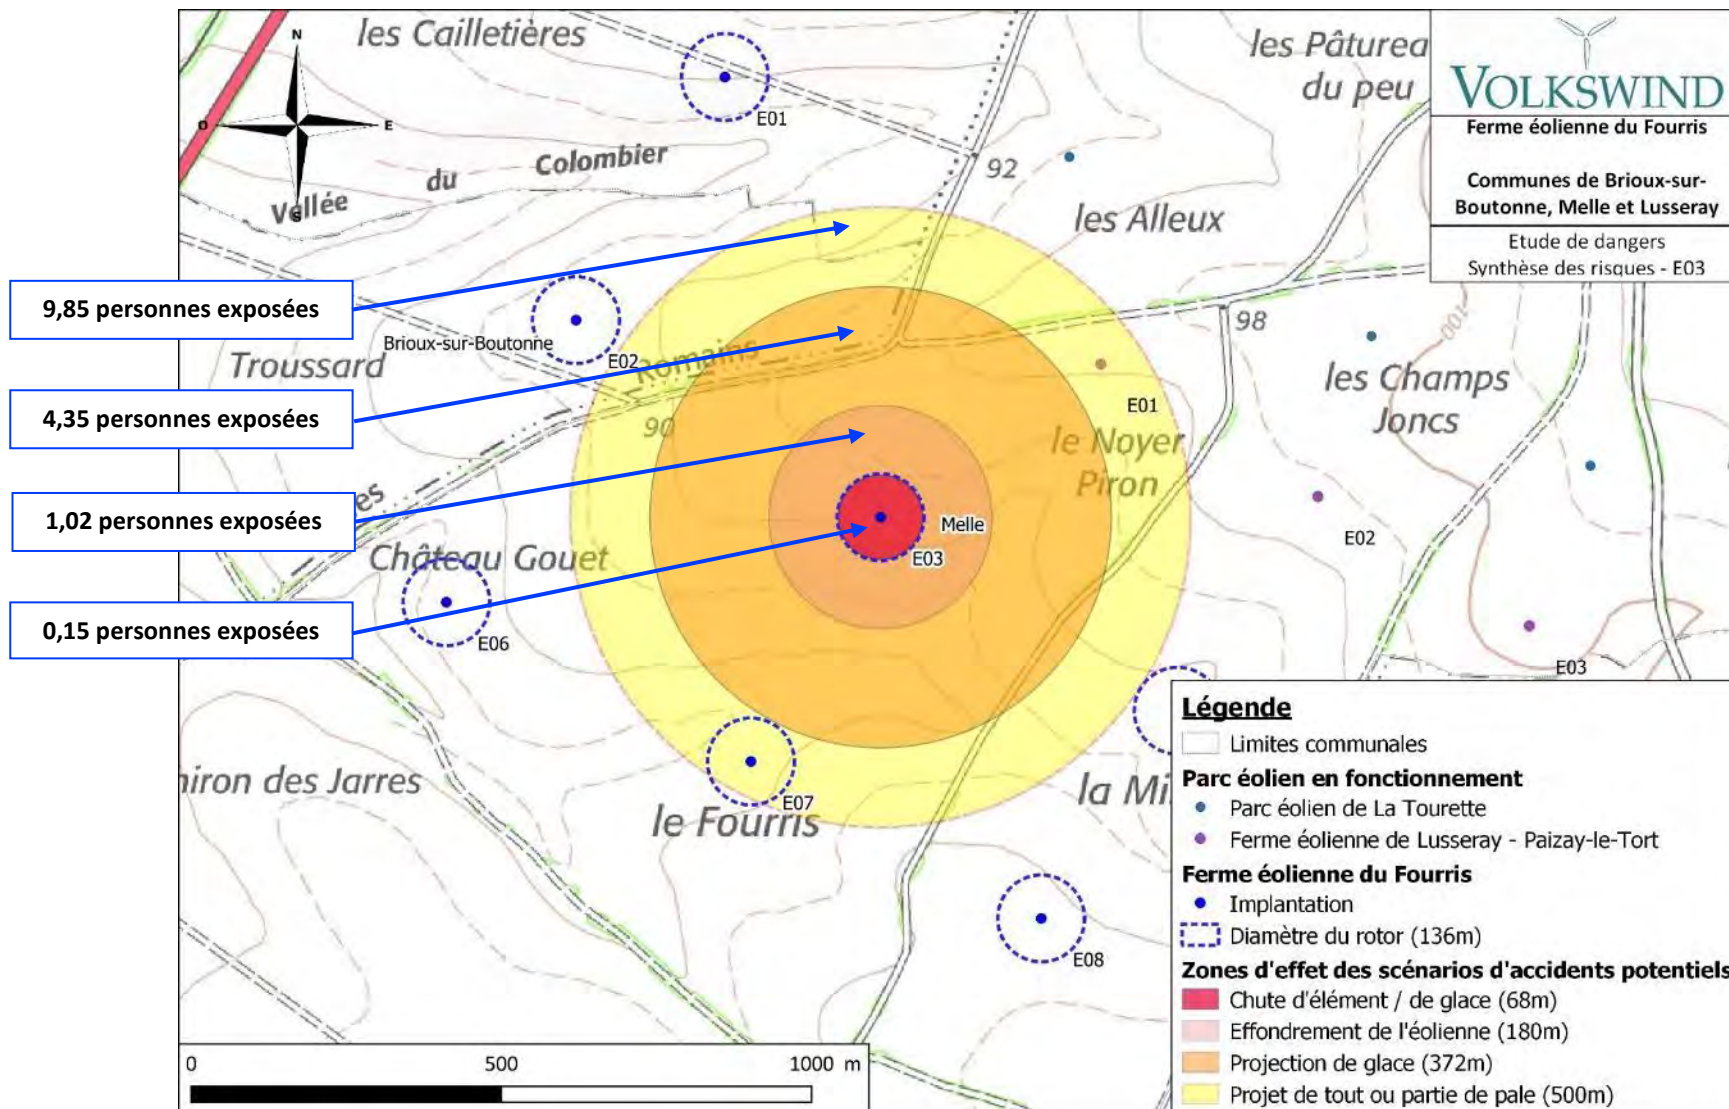 les Cailletières
N
O
E
S
E01
Vallée du Colombier
92
les Pâturea
du peu
les Alleux
VOLKSWIND
Ferme éolienne du Fourris
Communes de Brioux-sur-
Boutonne, Melle et Lusseray
Etude de dangers
Synthèse des risques - E03
9,85 personnes exposées
4,35 personnes exposées
1,02 personnes exposées
0,15 personnes exposées
Brioux-sur-Boutonne
E02
Troussard
Romains
90
98
100
les Champs
Joncs
E01
le Noyer
Piron
Melle
E03
es
Château Gouet
E06
E02
E03
niron des Jarres
E07
le Fourris
la Mi
E08
0
500
1000 m
Légende
Limites communales
Parc éolien en fonctionnement
Parc éolien de La Tourette
Ferme éolienne de Lusseray - Paizay-le-Tort
Ferme éolienne du Fourris
Implantation
Diamètre du rotor (136m)
Zones d'effet des scénarios d'accidents potentiels
Chute d'élément / de glace (68m)
Effondrement de l'éolienne (180m)
Projection de glace (372m)
Projet de tout ou partie de pale (500m)